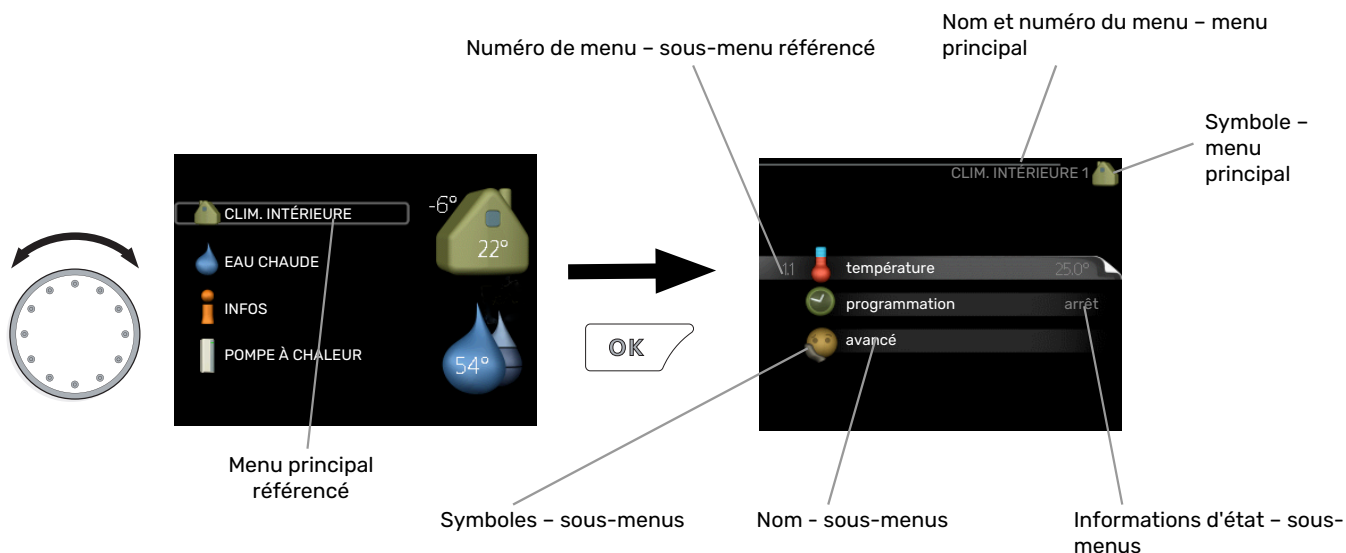 Nom et numéro du menu – menu
principal
Numéro de menu – sous-menu référencé
Symbole –
menu
principal
CLIM. INTÉRIEURE
EAU CHAUDE
INFOS
POMPE À CHALEUR
-6°
22°
54°
OK
CLIM. INTÉRIEURE 1
1.1 température 25.0°
programmation arrêt
avancé
Menu principal
référencé
Symboles – sous-menus
Nom - sous-menus
Informations d'état – sous-
menus